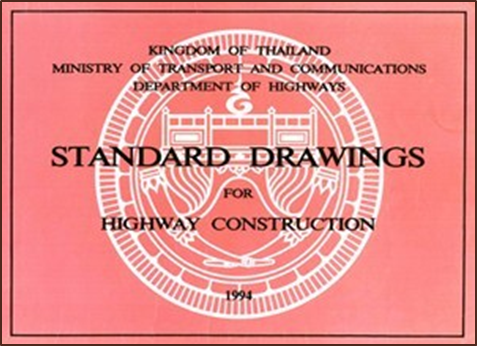 KINGDOM OF THAILAND
MINISTRY OF TRANSPORT AND COMMUNICATIONS
DEPARTMENT OF HIGHWAYS
STANDARD DRAWINGS
FOR
HIGHWAY CONSTRUCTION
1994